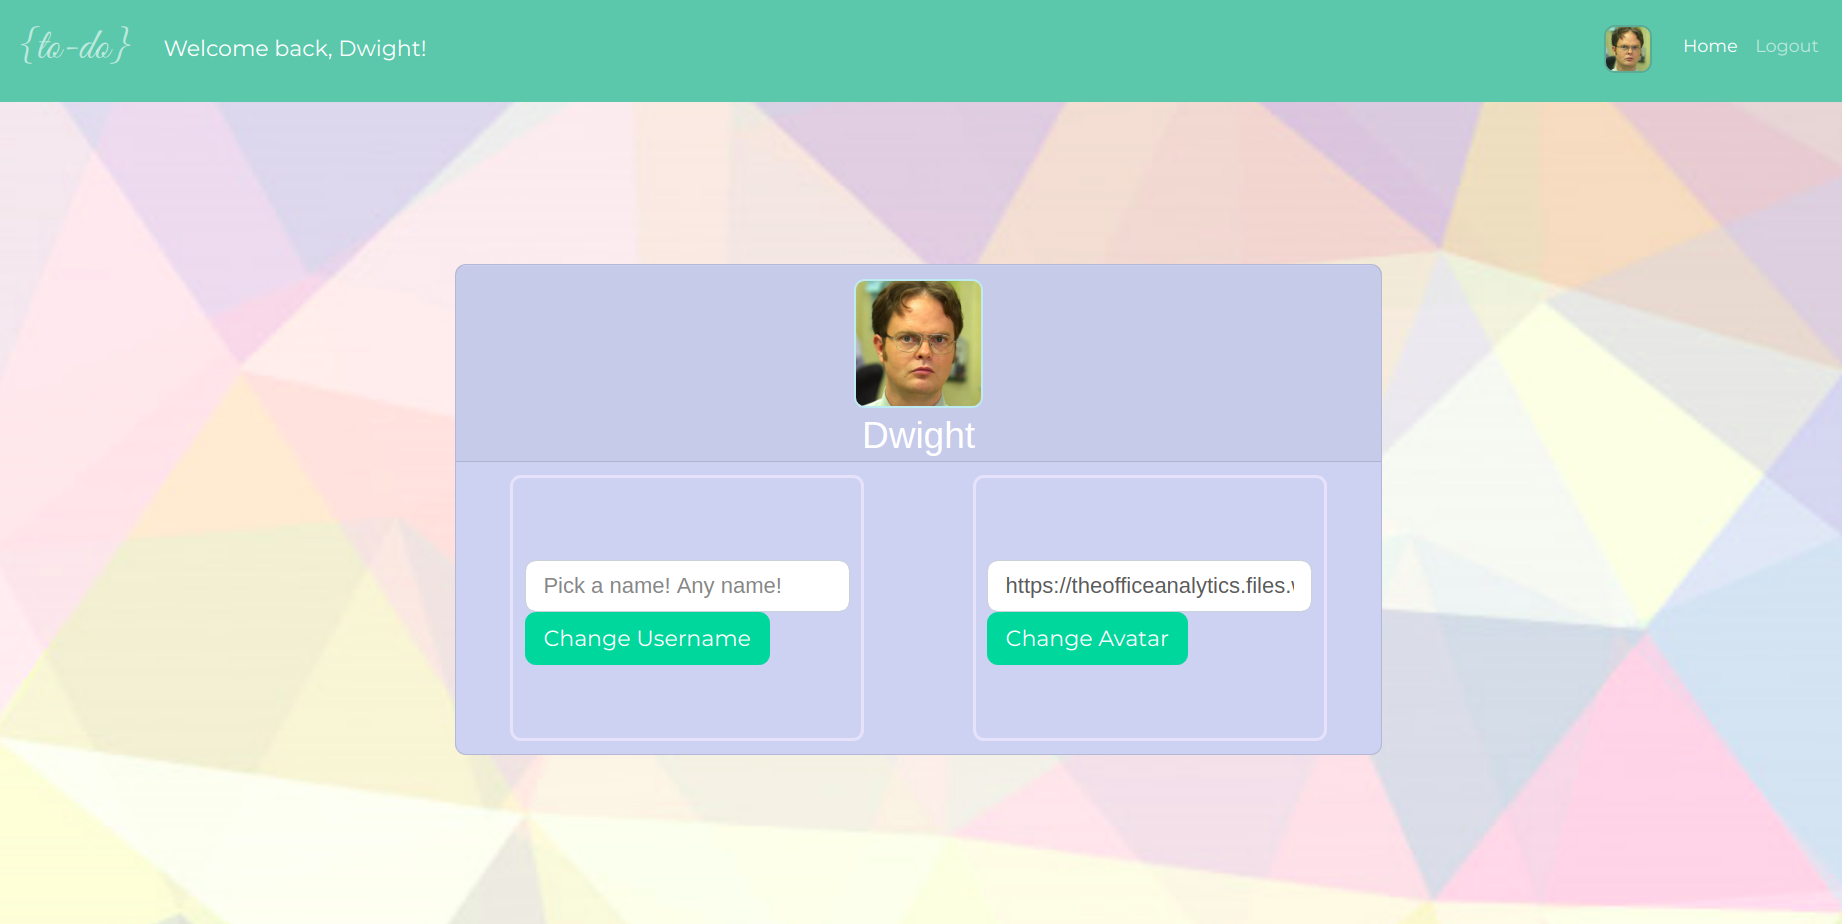 {to-do}
Welcome back, Dwight!
Home
Logout
Dwight
Pick a name! Any name!
https://theofficeanalytics.files.
Change Username
Change Avatar